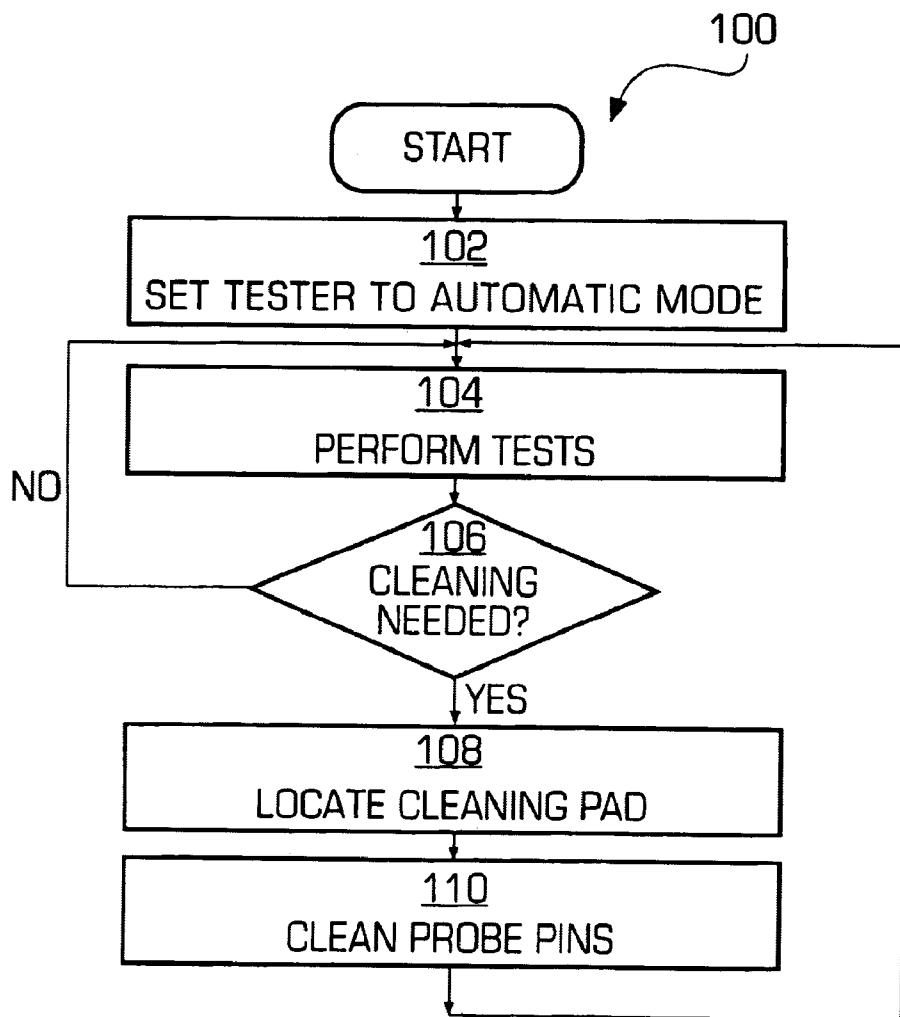 100
START
102
SET TESTER TO AUTOMATIC MODE
104
PERFORM TESTS
NO
106
CLEANING
NEEDED?
YES
108
LOCATE CLEANING PAD
110
CLEAN PROBE PINS